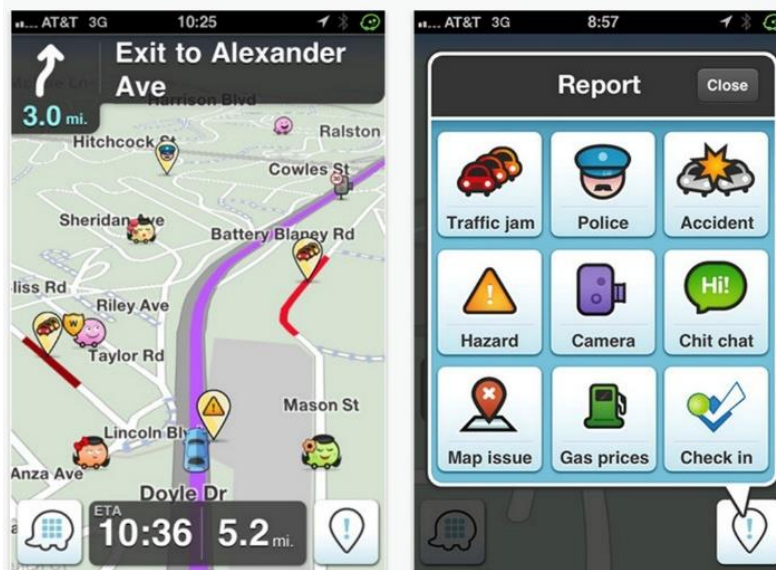 AT&T 3G 10:25
Exit to Alexander
Ave
3.0 mi.
Harrison Blvd
Hitchcock St
Ralston
Cowles St
30
Sheridan Ave
Battery Blaney Rd
liss Rd
Riley Ave
W
Taylor Rd
Mason St
Lincoln Bl
Anza Ave
Doyle Dr
ETA
10:36 5.2 mi.
AT&T 3G 8:57
Report
Close
Traffic jam
Police
Accident
Hazard
Camera
Hi!
Chit chat
Map issue
Gas prices
Check in